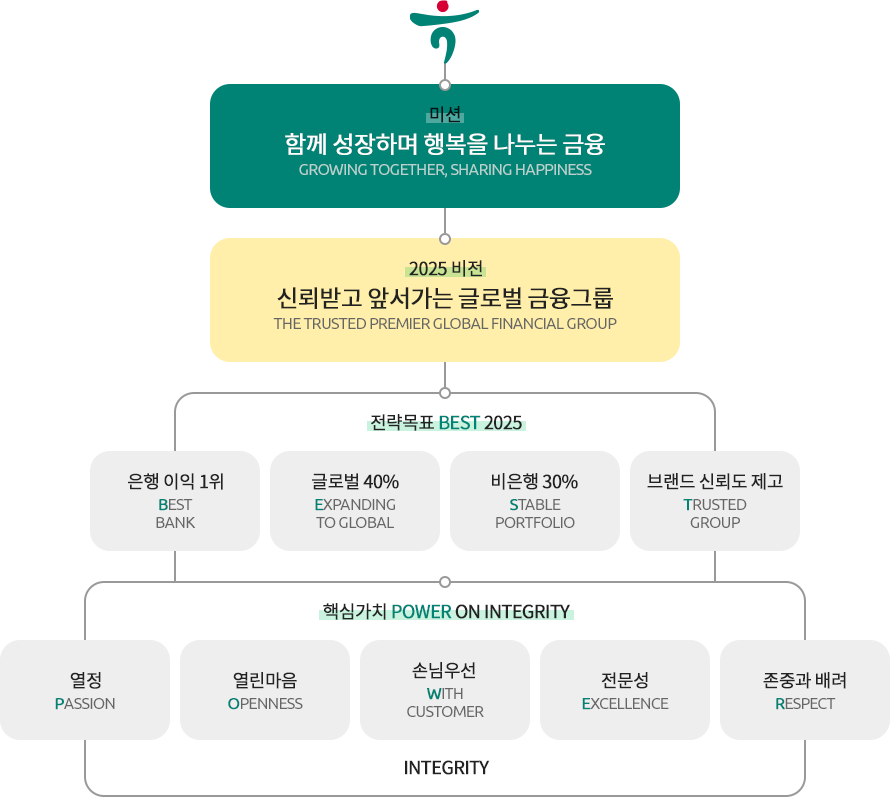 미션
함께 성장하며 행복을 나누는 금융
GROWING TOGETHER, SHARING HAPPINESS
2025 비전
신뢰받고 앞서가는 글로벌 금융그룹
THE TRUSTED PREMIER GLOBAL FINANCIAL GROUP
전략목표 BEST 2025
은행 이익 1위
BEST
BANK
글로벌 40%
EXPANDING
TO GLOBAL
비은행 30%
STABLE
PORTFOLIO
브랜드 신뢰도 제고
TRUSTED
GROUP
핵심가치 POWER ON INTEGRITY
열정
PASSION
열린마음
OPENNESS
손님우선
WITH
CUSTOMER
전문성
EXCELLENCE
존중과 배려
RESPECT
INTEGRITY